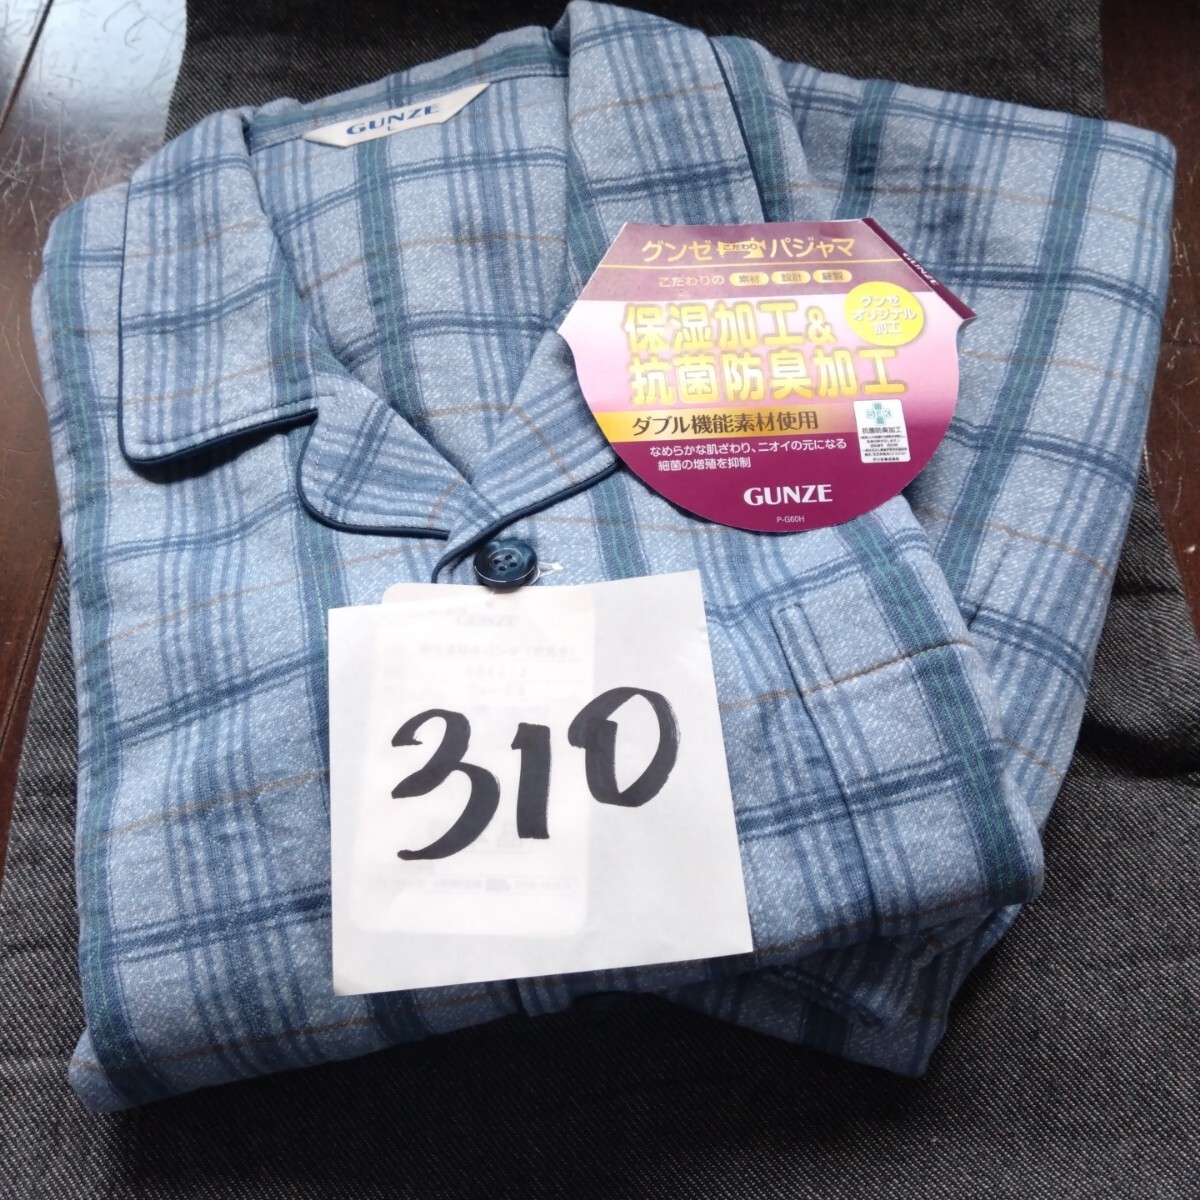 GUNZE
L
グンゼ こだわり パジャマ
こだわりの 素材 設計 縫製
保湿加工&
抗菌防臭加工
グンゼ
オリジナル
加工
ダブル機能素材使用
なめらかな肌ざわり、ニオイの元になる
細菌の増殖を抑制
抗菌防臭加工
GUNZE
P-G60H
GUNZE
310